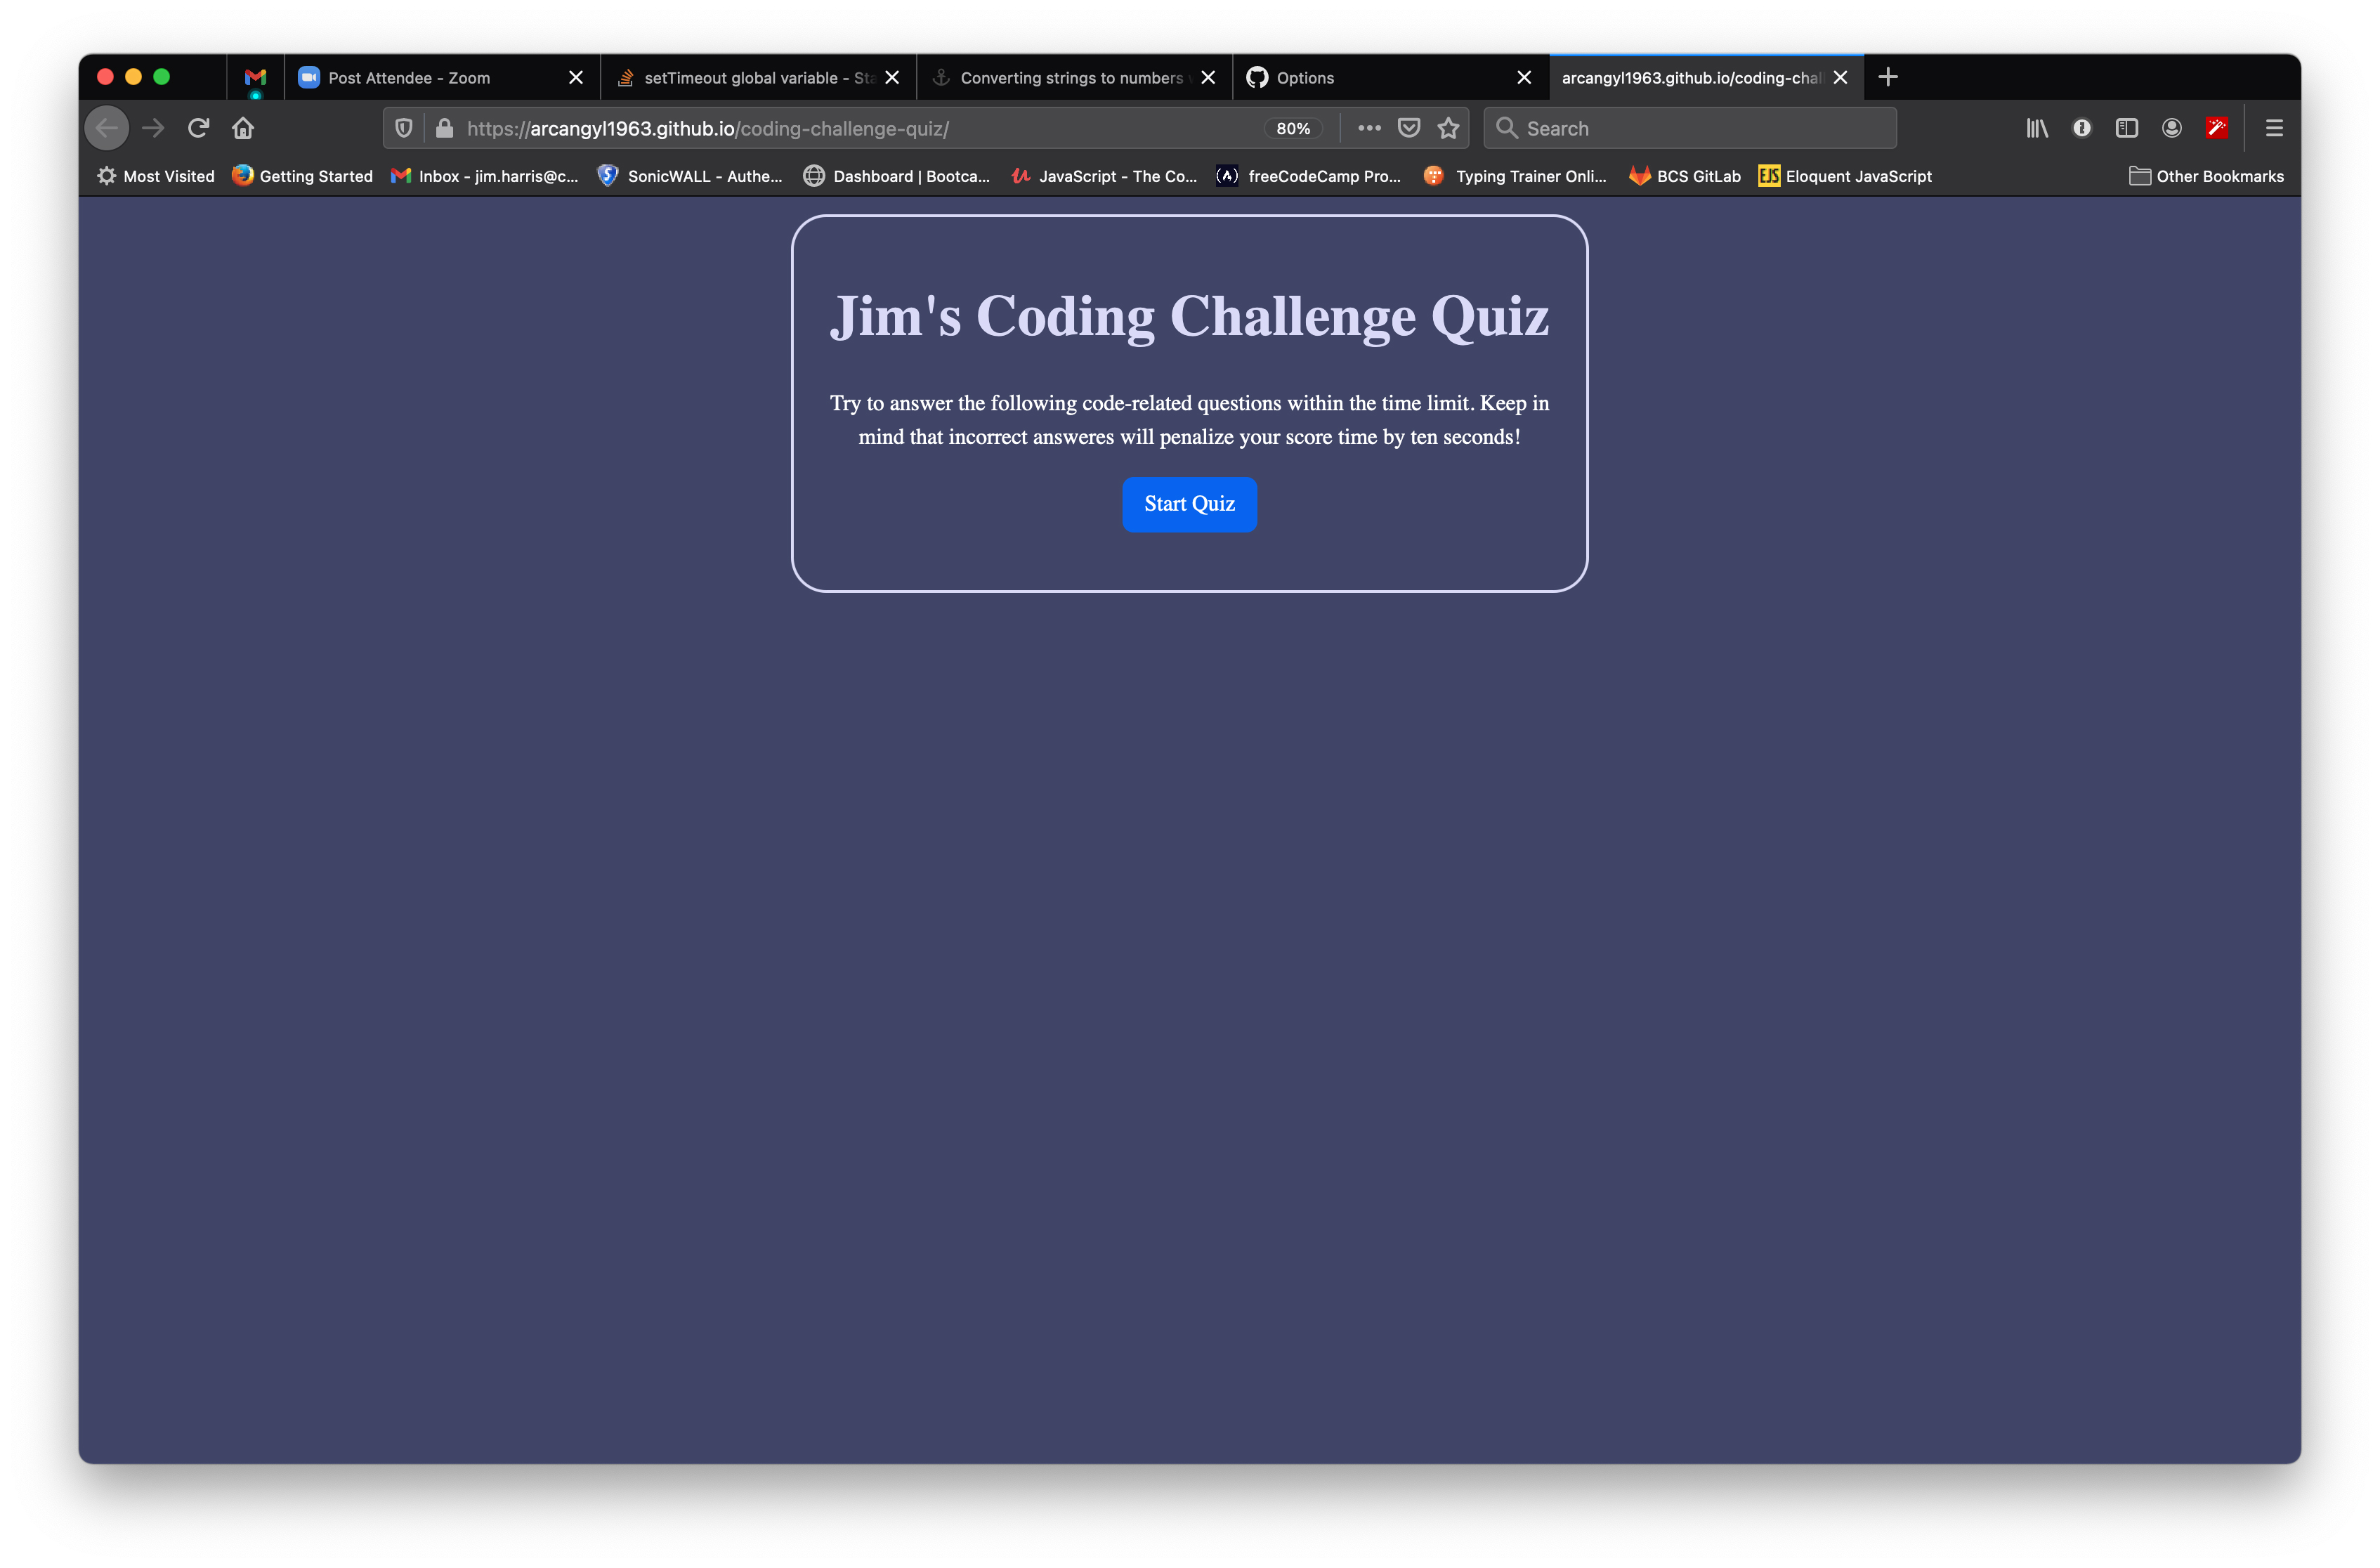 Post Attendee - Zoom
setTimeout global variable - Sta
Converting strings to numbers
Options
arcangyl1963.github.io/coding-chal
https://arcangyl1963.github.io/coding-challenge-quiz/
80%
Search
Most Visited
Getting Started
Inbox - jim.harris@c...
SonicWALL - Authe...
Dashboard | Bootca...
JavaScript - The Co...
freeCodeCamp Pro...
Typing Trainer Onli...
BCS GitLab
EJS
Eloquent JavaScript
Other Bookmarks
Jim's Coding Challenge Quiz
Try to answer the following code-related questions within the time limit. Keep in
mind that incorrect answeres will penalize your score time by ten seconds!
Start Quiz